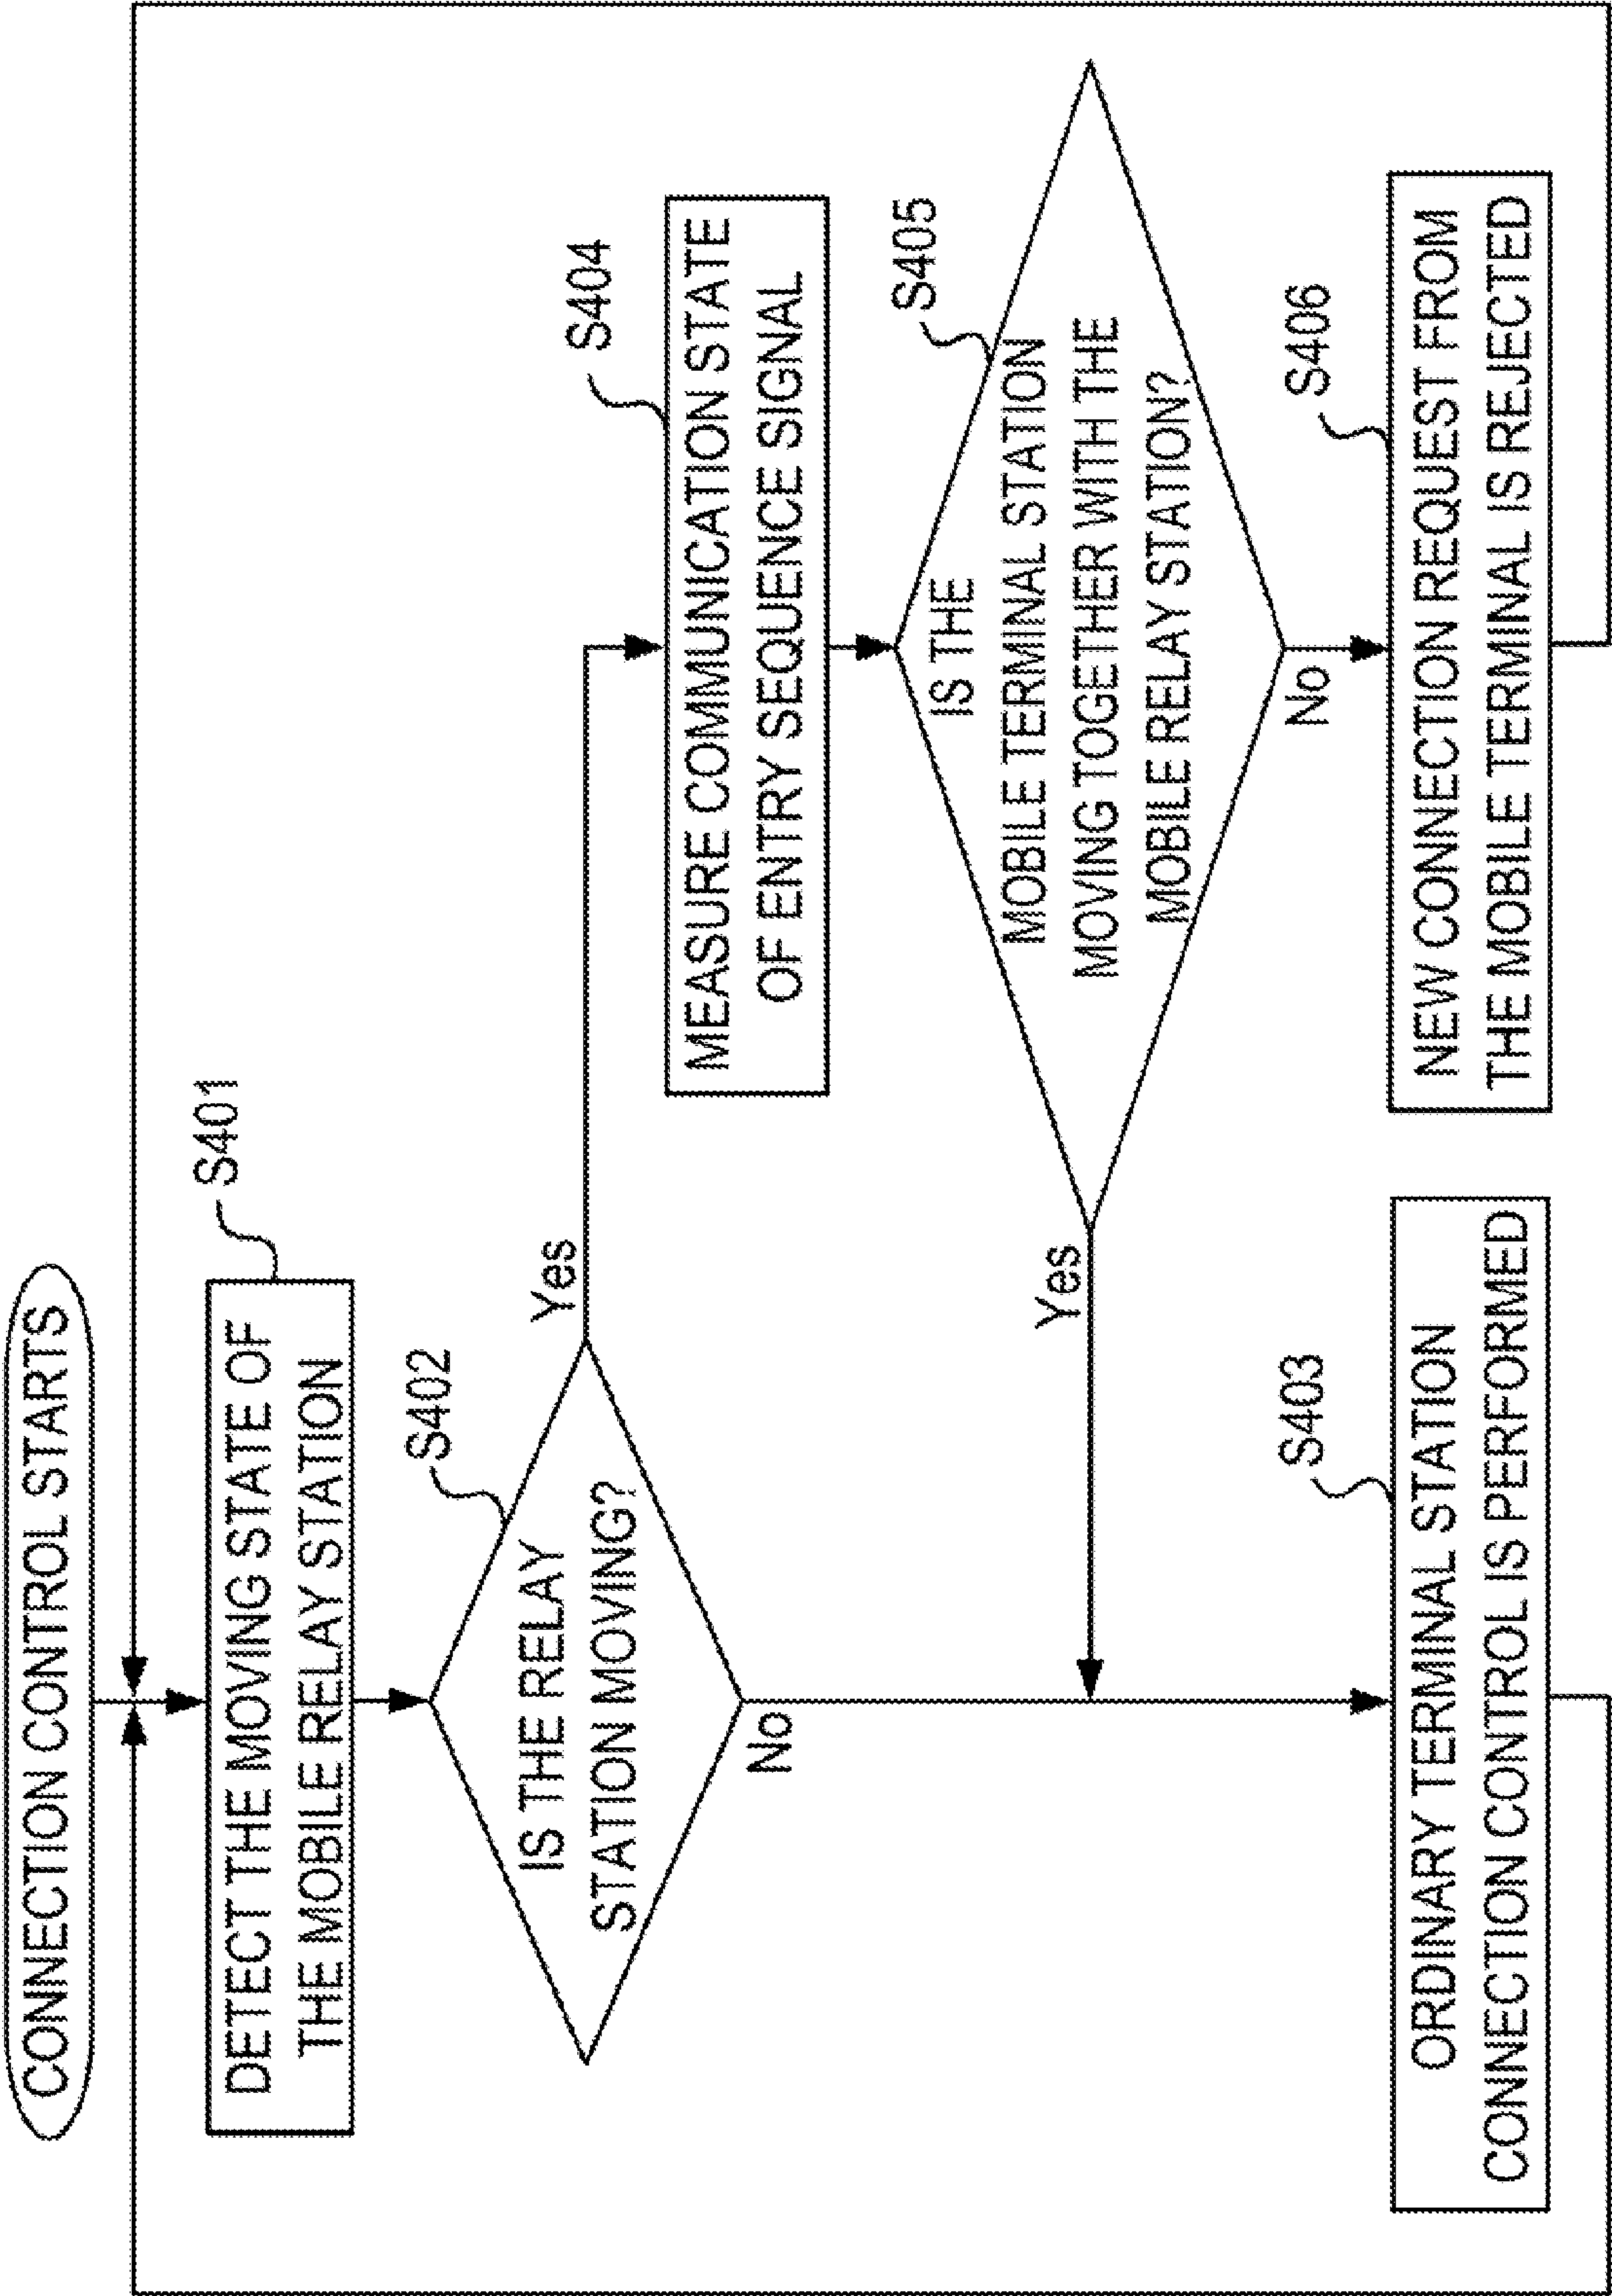 CONNECTION CONTROL STARTS
S401
DETECT THE MOVING STATE OF
THE MOBILE RELAY STATION
S402
IS THE RELAY
STATION MOVING?
Yes
No
S404
MEASURE COMMUNICATION STATE
OF ENTRY SEQUENCE SIGNAL
S405
IS THE
MOBILE TERMINAL STATION
MOVING TOGETHER WITH THE
MOBILE RELAY STATION?
Yes
No
S403
ORDINARY TERMINAL STATION
CONNECTION CONTROL IS PERFORMED
S406
NEW CONNECTION REQUEST FROM
THE MOBILE TERMINAL IS REJECTED